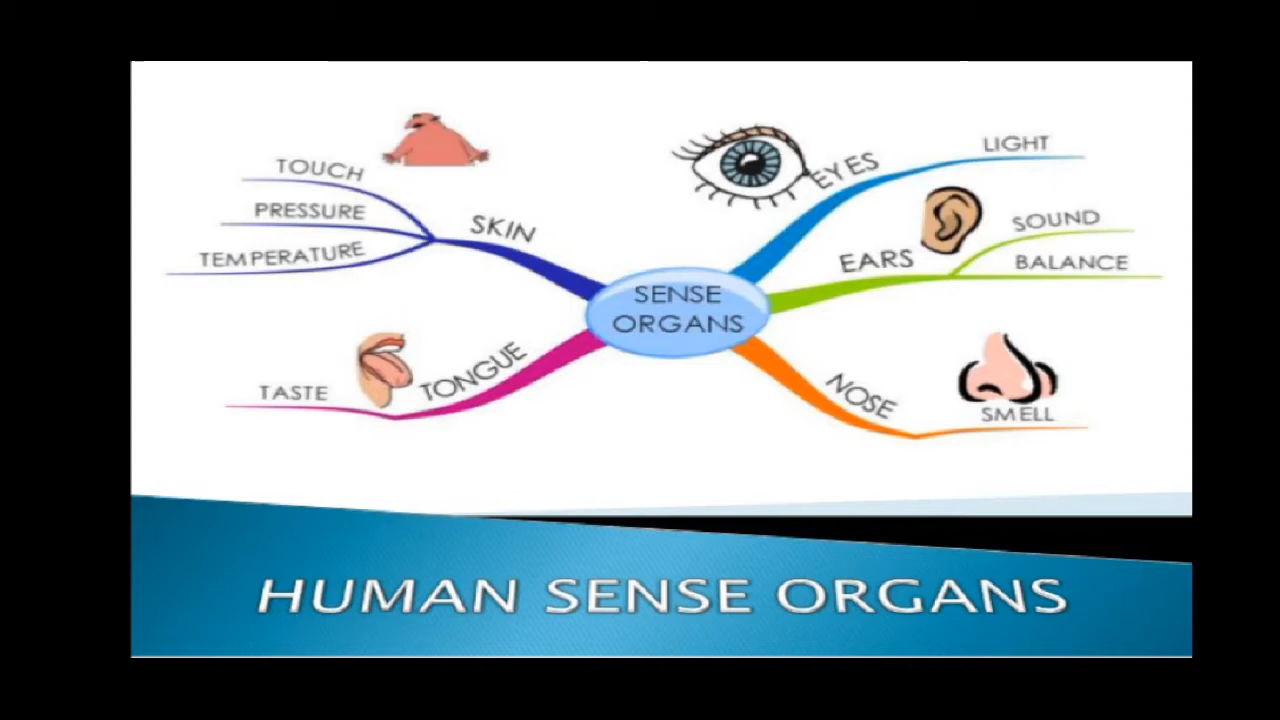 TOUCH
PRESSURE
TEMPERATURE
SKIN
TASTE
TONGUE
SENSE
ORGANS
EYES
LIGHT
EARS
SOUND
BALANCE
NOSE
SMELL
HUMAN SENSE ORGANS